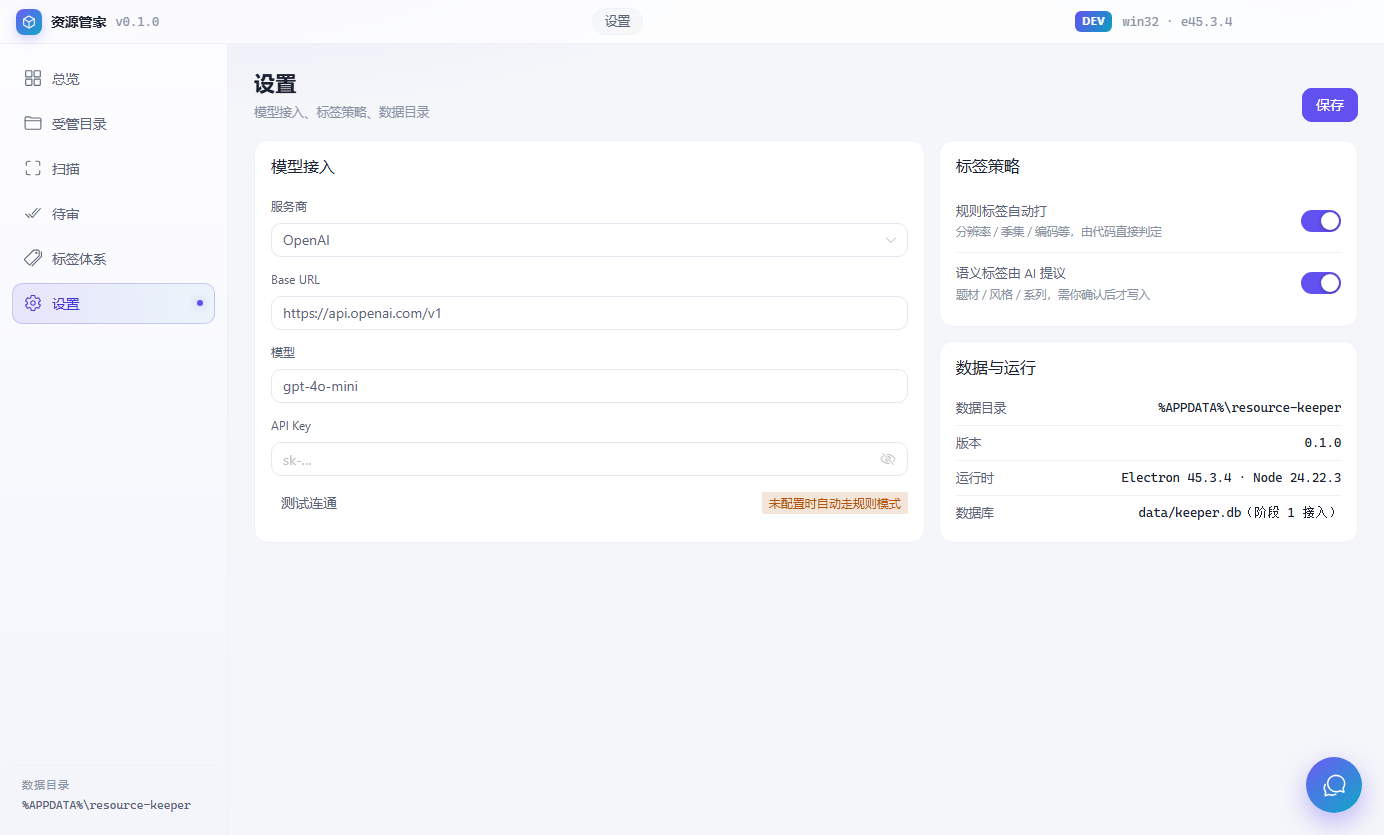 资源管家 v0.1.0
设置
DEV win32 · e45.3.4
总览
受管目录
扫描
待审
标签体系
设置
数据目录
%APPDATA%\resource-keeper
设置
模型接入、标签策略、数据目录
保存
模型接入
服务商
OpenAI
Base URL
https://api.openai.com/v1
模型
gpt-4o-mini
API Key
sk-...
测试连通
未配置时自动走规则模式
标签策略
规则标签自动打
分辨率 / 季集 / 编码等，由代码直接判定
语义标签由 AI 提议
题材 / 风格 / 系列，需你确认后才写入
数据与运行
数据目录 %APPDATA%\resource-keeper
版本 0.1.0
运行时 Electron 45.3.4 · Node 24.22.3
数据库 data/keeper.db（阶段 1 接入）